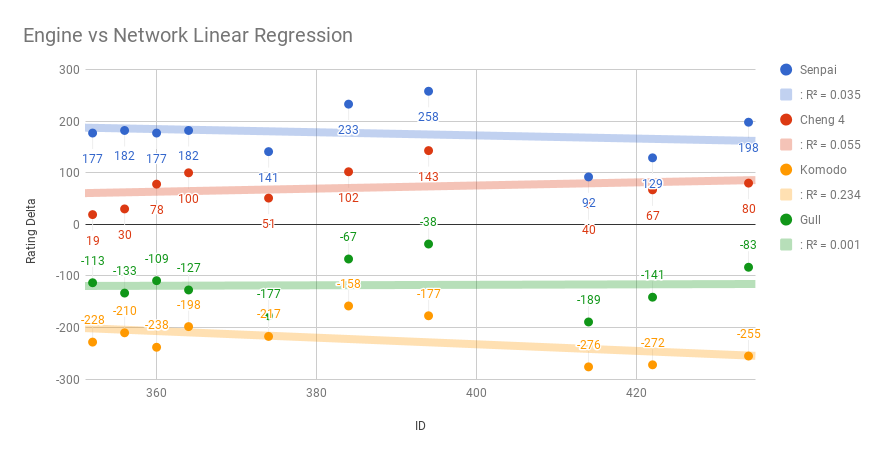 Engine vs Network Linear Regression
300
200
100
0
-100
-200
-300
Rating Delta
177 182 177 182 141 233 258 92 129 198
19 30 78 100 51 102 143 40 67 80
-113 -133 -109 -127 -177 -67 -38 -189 -141 -83
-228 -210 -238 -198 -217 -158 -177 -276 -272 -255
360 380 400 420
ID
Senpai
: R² = 0.035
Cheng 4
: R² = 0.055
Komodo
: R² = 0.234
Gull
: R² = 0.001